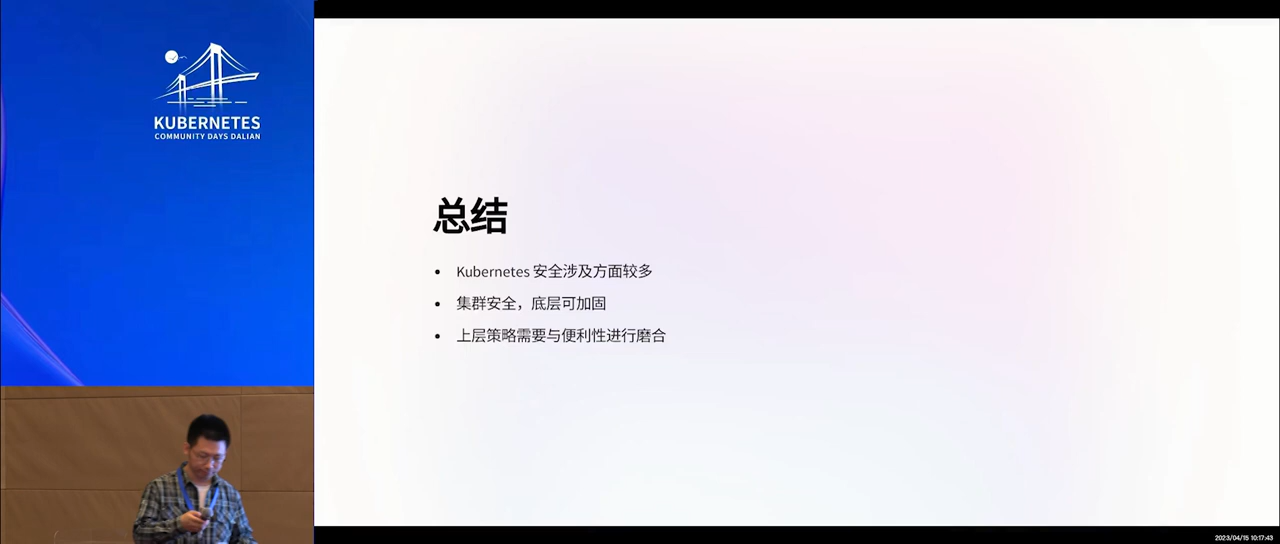 KUBERNETES
COMMUNITY DAYS DALIAN
总结
• Kubernetes 安全涉及方面较多
• 集群安全，底层可加固
• 上层策略需要与便利性进行磨合
2023/04/15 10:17:43